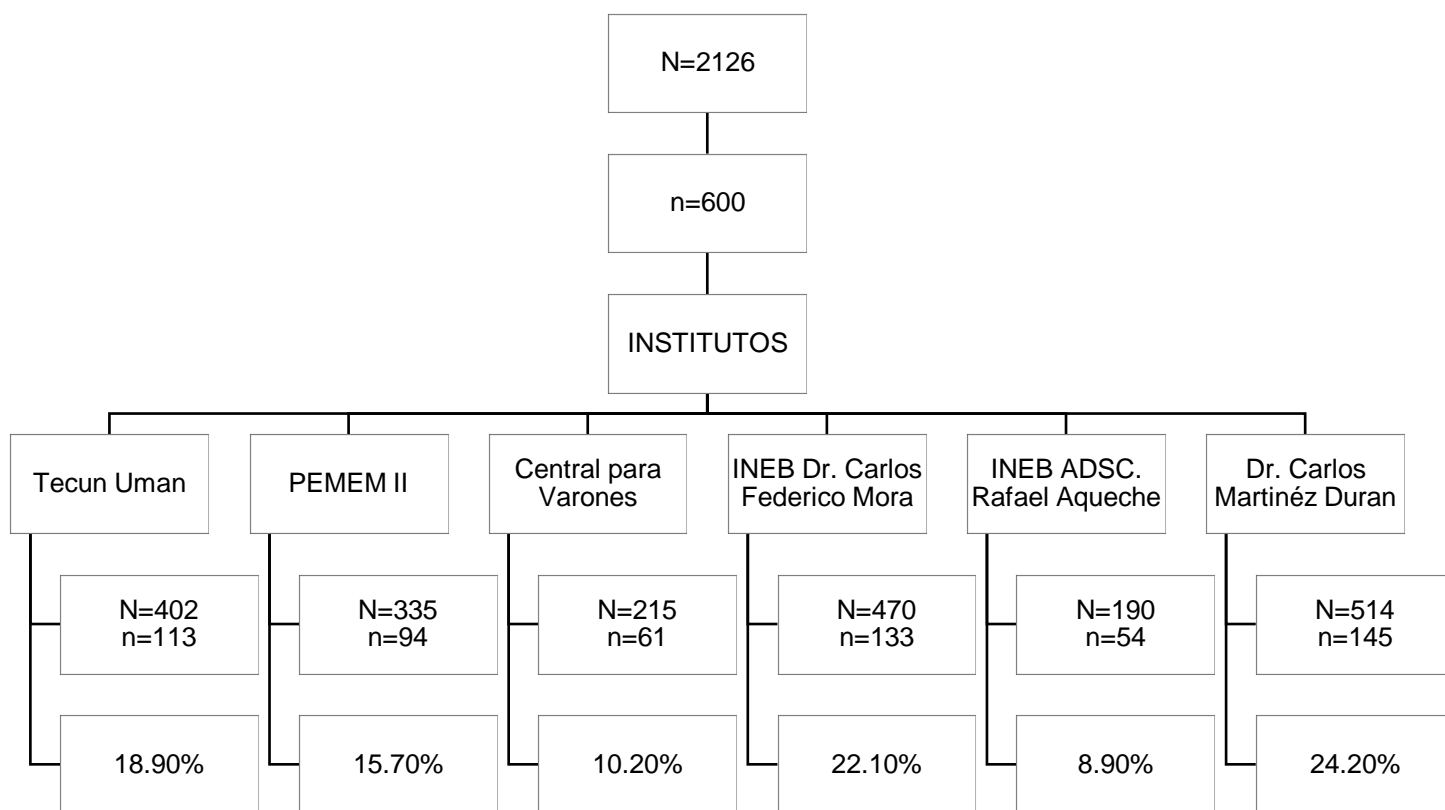 N=2126
n=600
INSTITUTOS
Tecun Uman
PEMEM II
Central para
Varones
INEB Dr. Carlos
Federico Mora
INEB ADSC.
Rafael Aqueche
Dr. Carlos
Martinéz Duran
N=402
n=113
N=335
n=94
N=215
n=61
N=470
n=133
N=190
n=54
N=514
n=145
18.90%
15.70%
10.20%
22.10%
8.90%
24.20%